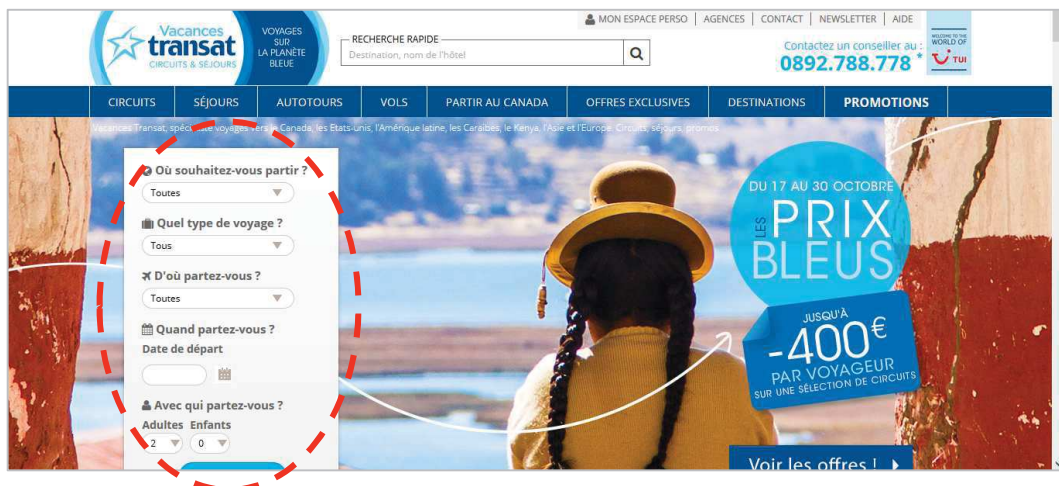 MON ESPACE PERSO | AGENCES | CONTACT | NEWSLETTER | AIDE
Vacances
transat
CIRCUITS & SÉJOURS
VOYAGES
SUR
LA PLANÈTE
BLEUE
RECHERCHE RAPIDE
Destination, nom de l'hôtel
Contactez un conseiller au :
0892.788.778 *
WELCOME TO THE
WORLD OF
TUI
CIRCUITS SÉJOURS AUTOTOURS VOLS PARTIR AU CANADA OFFRES EXCLUSIVES DESTINATIONS PROMOTIONS
Vacances Transat, spécialiste voyages vers le Canada, les Etats-unis, l'Amérique latine, les Caraïbes, le Kenya, l'Asie et l'Europe. Circuits, séjours, promos
Où souhaitez-vous partir ?
Toutes
Quel type de voyage ?
Tous
D'où partez-vous ?
Toutes
Quand partez-vous ?
Date de départ
Avec qui partez-vous ?
Adultes Enfants
2 0
DU 17 AU 30 OCTOBRE
LES PRIX
BLEUS
JUSQU'À
-400€
PAR VOYAGEUR
SUR UNE SÉLECTION DE CIRCUITS
Voir les offres !